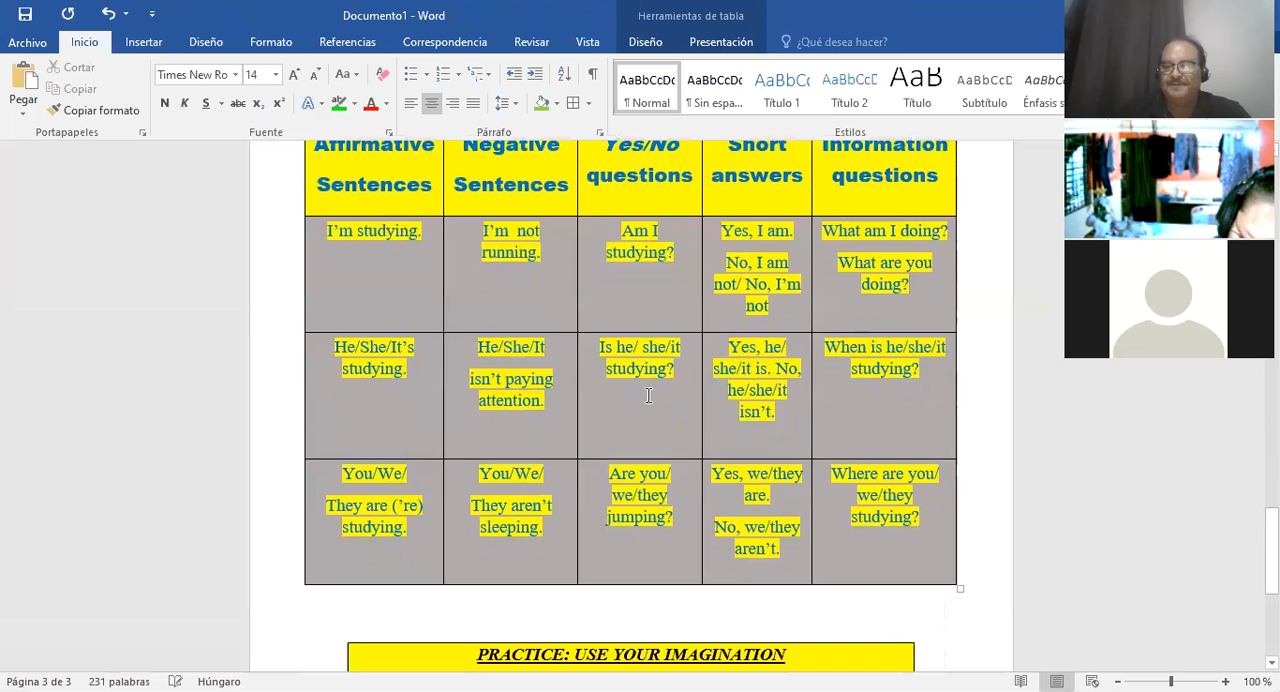 Documento1 - Word
Herramientas de tabla
Archivo
Inicio
Insertar
Diseño
Formato
Referencias
Correspondencia
Revisar
Vista
Diseño
Presentación
¿Qué desea hacer?
Pegar
Cortar
Copiar
Copiar formato
Portapapeles
Times New Ro
14
Aa
N K S abc x₂ x²
Fuente
Párrafo
AaBbCcDc
¶ Normal
AaBbCcDc
¶ Sin espa...
AaBbCc
Título 1
AaBbCcD
Título 2
AaB
Título
AaBbCcD
Subtítulo
AaBbCcD
Énfasis s
Estilos
Affirmative
Sentences
Negative
Sentences
Yes/No
questions
Short
answers
Information
questions
I'm studying.
I'm not
running.
Am I
studying?
Yes, I am.
No, I am
not/ No, I'm
not
What am I doing?
What are you
doing?
He/She/It's
studying.
He/She/It
isn't paying
attention.
Is he/ she/it
studying?
Yes, he/
she/it is. No,
he/she/it
isn't.
When is he/she/it
studying?
You/We/
They are ('re)
studying.
You/We/
They aren't
sleeping.
Are you/
we/they
jumping?
Yes, we/they
are.
No, we/they
aren't.
Where are you/
we/they
studying?
PRACTICE: USE YOUR IMAGINATION
Página 3 de 3
231 palabras
Húngaro
100 %